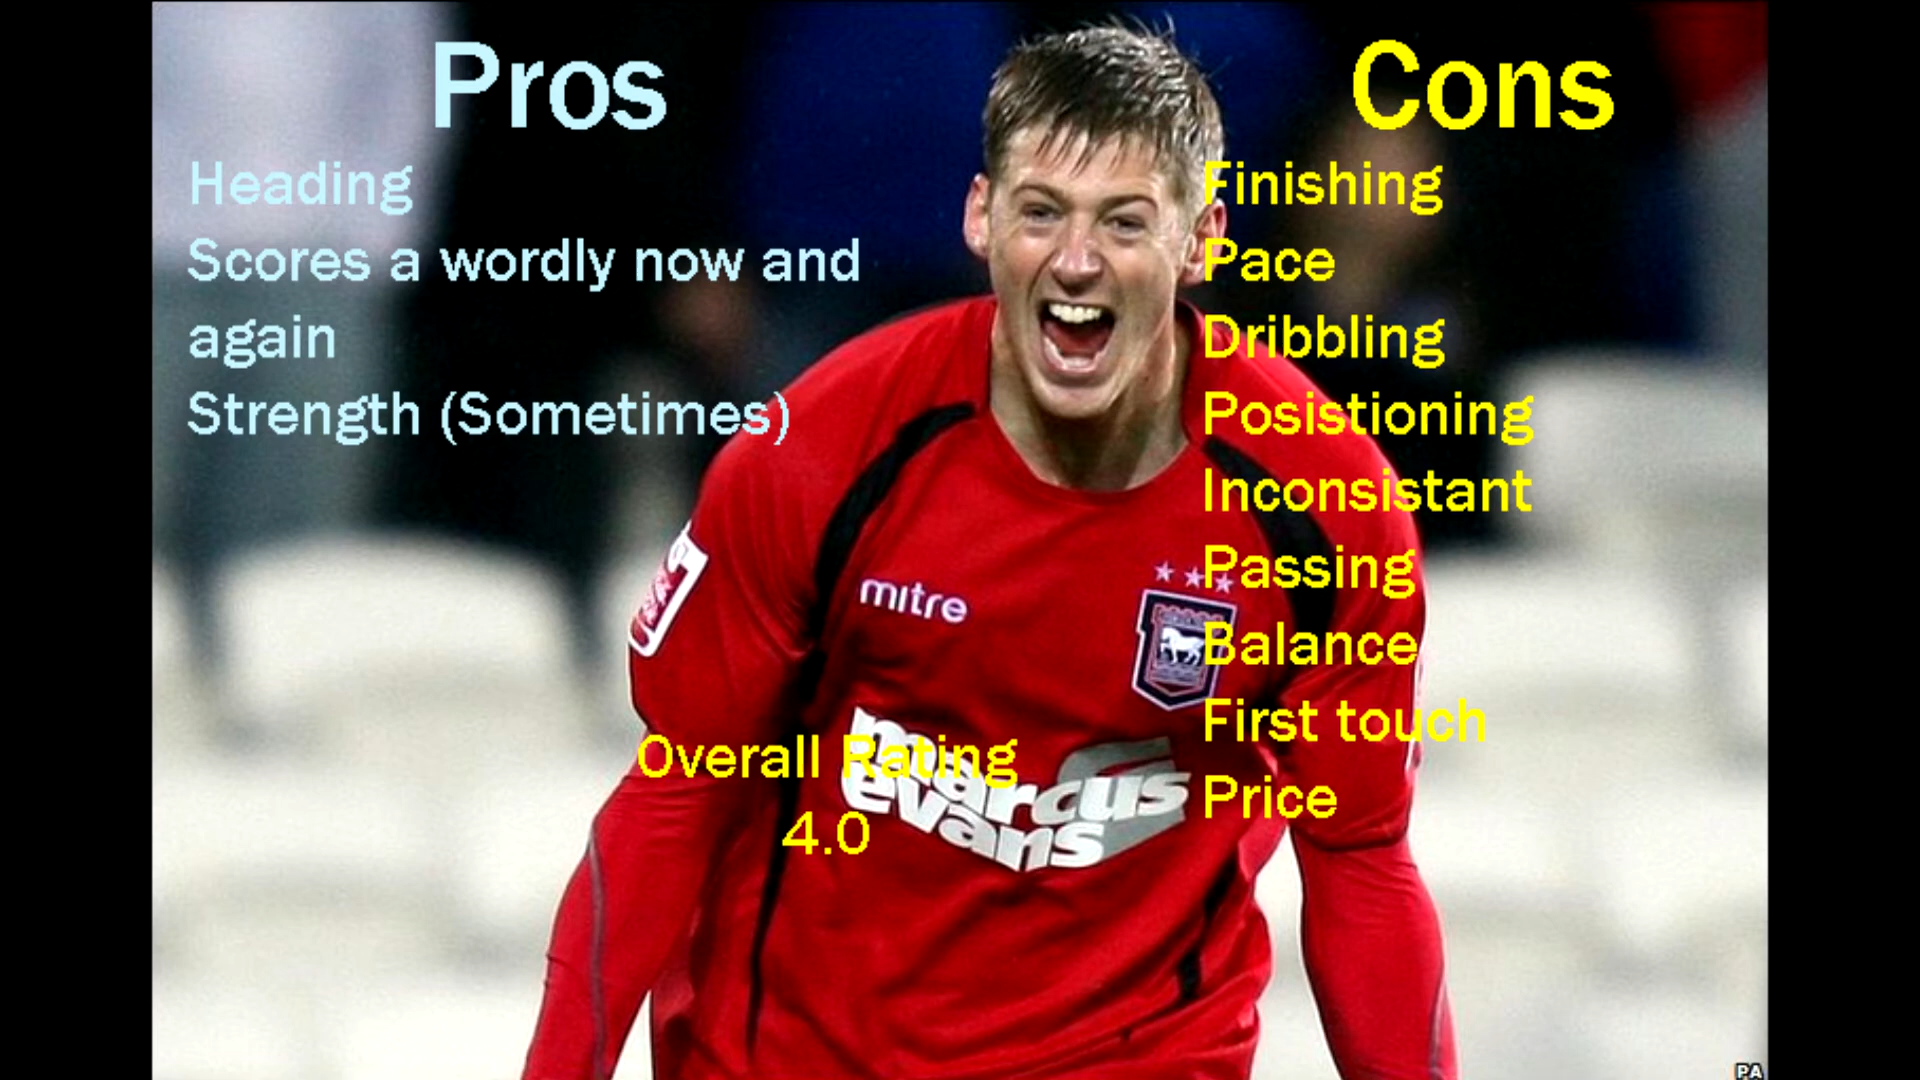 Pros
Heading
Scores a wordly now and
again
Strength (Sometimes)
Cons
Finishing
Pace
Dribbling
Posistioning
Inconsistant
Passing
Balance
First touch
Price
mitre
marcus
evans
Overall Rating
4.0
PA